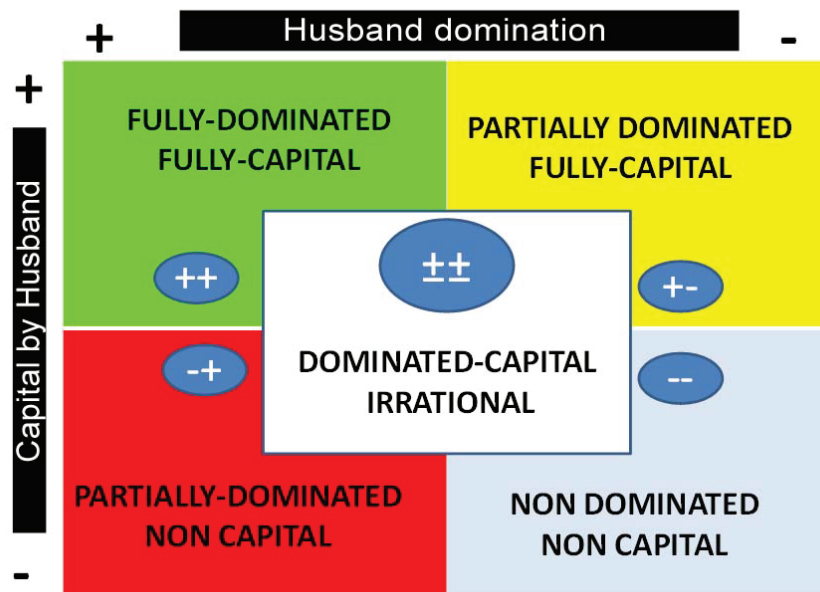 +
Husband domination
-
+
Capital by Husband
-
FULLY-DOMINATED
FULLY-CAPITAL
++
PARTIALLY DOMINATED
FULLY-CAPITAL
+-
±±
DOMINATED-CAPITAL
IRRATIONAL
-+
PARTIALLY-DOMINATED
NON CAPITAL
--
NON DOMINATED
NON CAPITAL